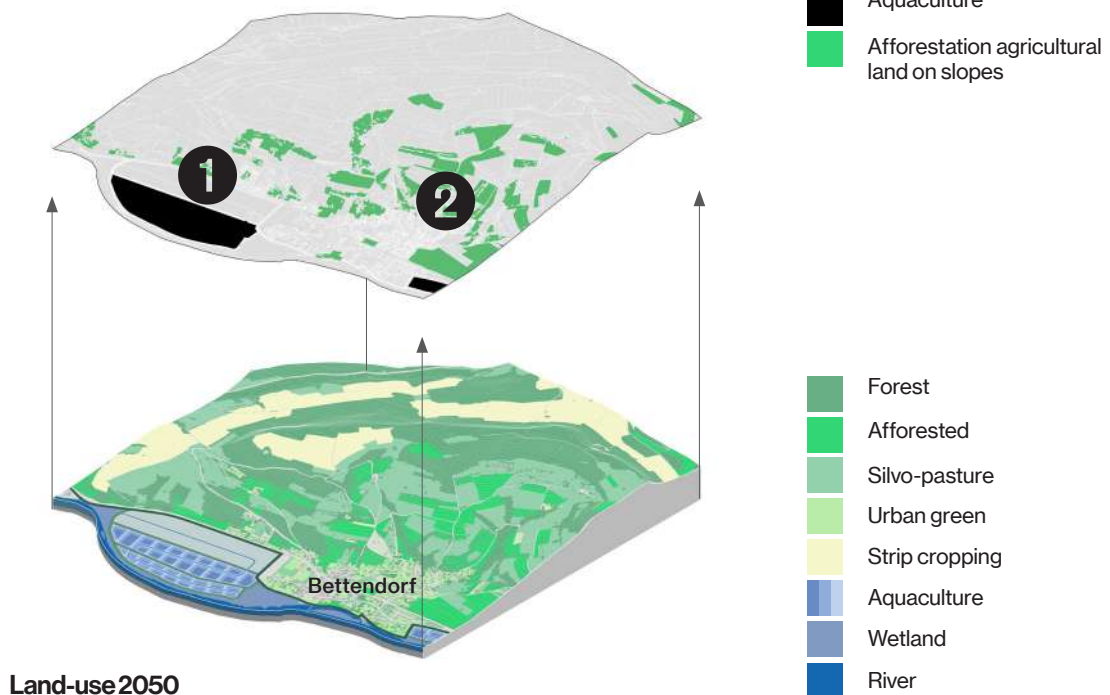 Aquaculture
Afforestation agricultural
land on slopes
1
2
Forest
Afforested
Silvo-pasture
Urban green
Strip cropping
Aquaculture
Wetland
River
Bettendorf
Land-use 2050